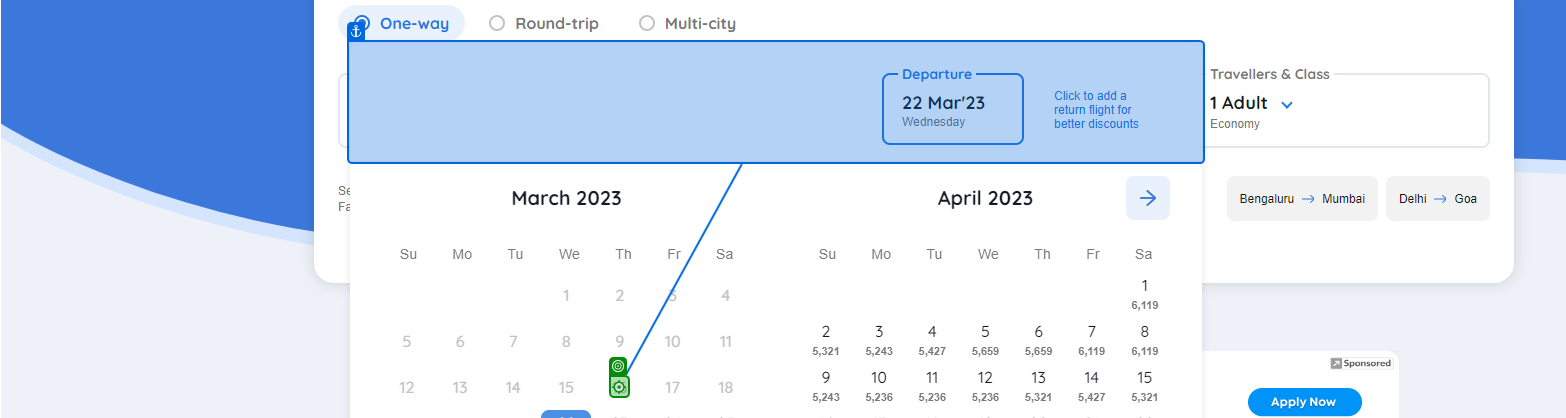 One-way Round-trip Multi-city
Departure
22 Mar'23
Wednesday
Click to add a
return flight for
better discounts
Travellers & Class
1 Adult
Economy
Se
Fa
March 2023
April 2023
Bengaluru → Mumbai
Delhi → Goa
Su Mo Tu We Th Fr Sa
1 2 3 4
5 6 7 8 9 10 11
12 13 14 15 17 18
Su Mo Tu We Th Fr Sa
1
6,119
2 3 4 5 6 7 8
5,321 5,243 5,427 5,659 5,659 6,119 6,119
9 10 11 12 13 14 15
5,243 5,236 5,236 5,236 5,321 5,427 5,321
Sponsored
Apply Now